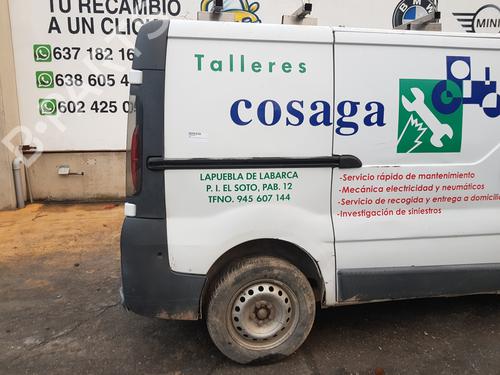 TU RECAMBIO
A UN CLICK
637 182 16
638 605 4
602 425 0
MINI
Talleres
cosaga
LAPUEBLA DE LABARCA
P. I. EL SOTO, PAB. 12
TFNO. 945 607 144
-Servicio rápido de mantenimiento
-Mecánica electricidad y neumáticos
-Servicio de recogida y entrega a domicilio
-Investigación de siniestros